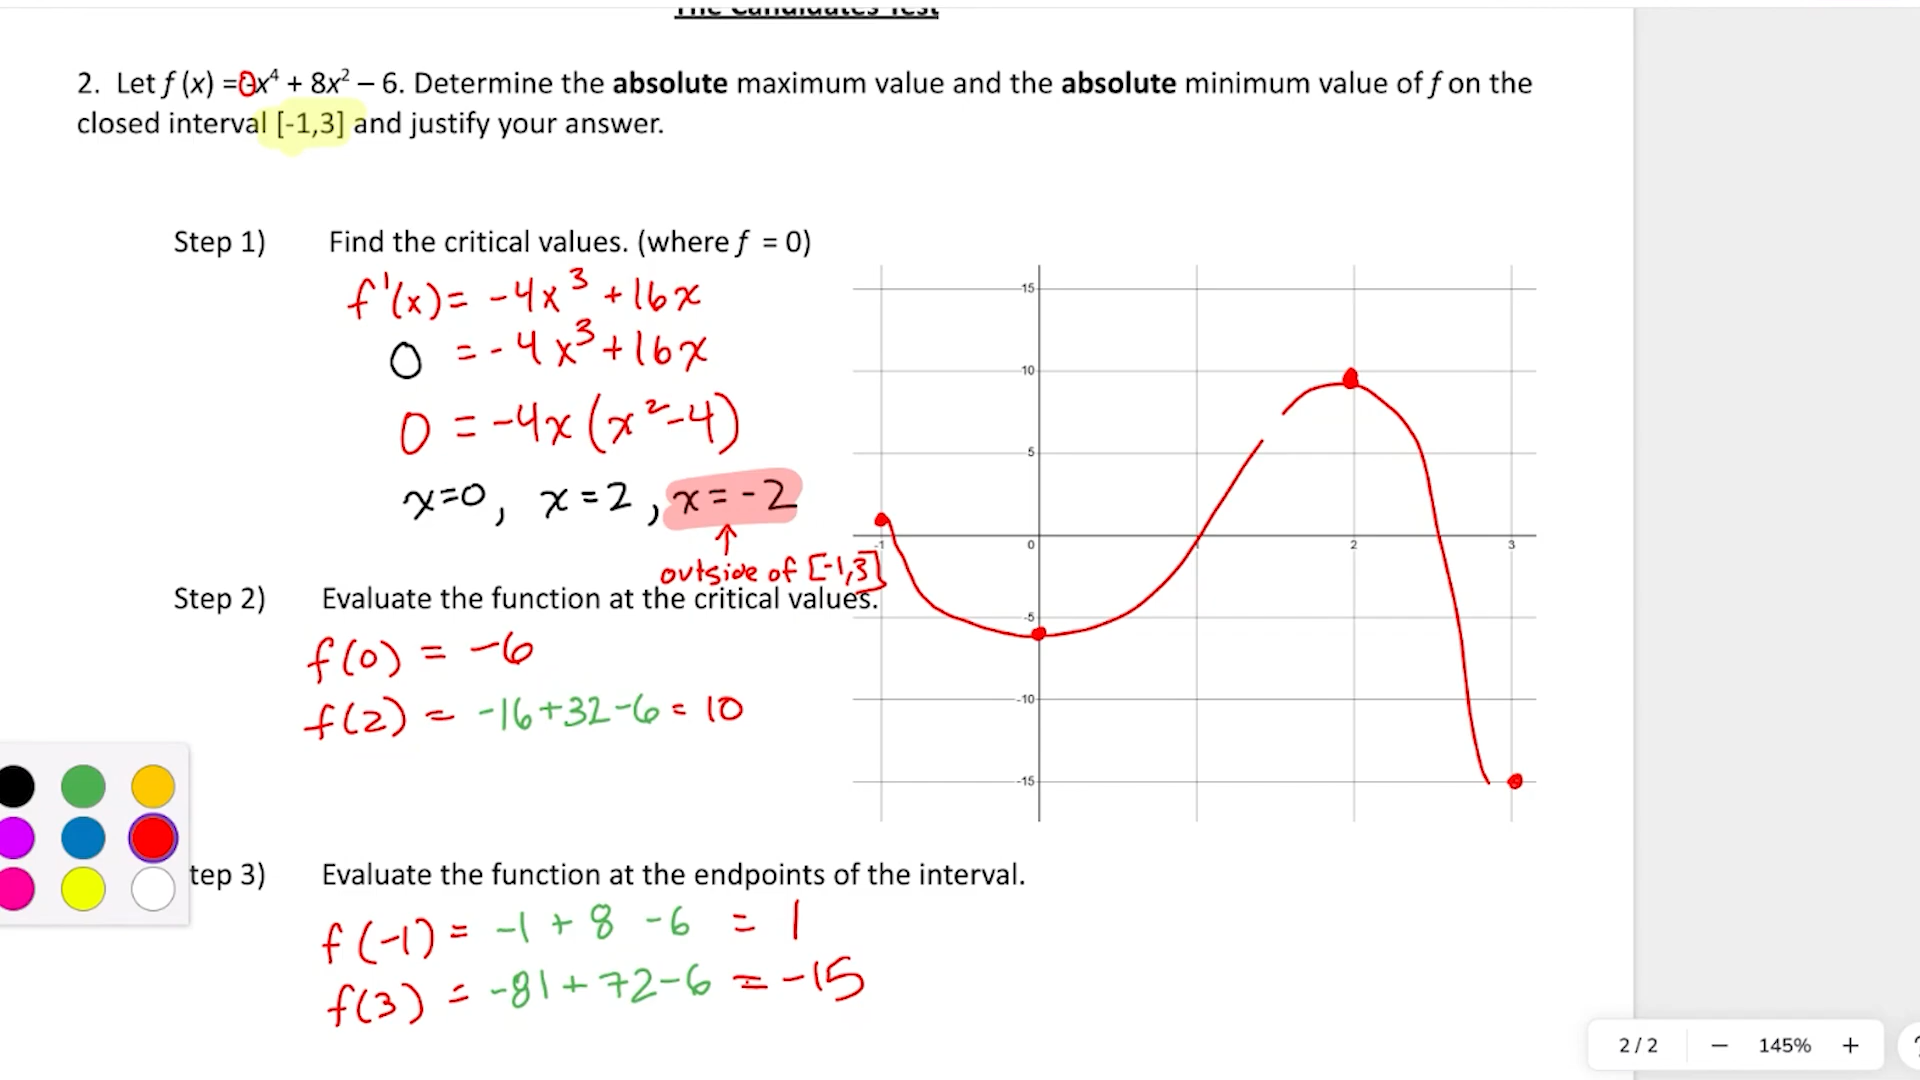 The Candidates Test
2. Let f (x) = -x⁴ + 8x² – 6. Determine the absolute maximum value and the absolute minimum value of f on the
closed interval [-1,3] and justify your answer.
Step 1) Find the critical values. (where f = 0)
f'(x) = -4x³ + 16x
0 = -4x³ + 16x
0 = -4x(x²-4)
x=0, x=2, x=-2
↑
outside of [-1,3]
Step 2) Evaluate the function at the critical values.
f(0) = -6
f(2) = -16+32-6 = 10
tep 3) Evaluate the function at the endpoints of the interval.
f(-1) = -1 + 8 -6 = 1
f(3) = -81 + 72-6 = -15
15
10
5
-1 0 2 3
-5
-10
-15
2 / 2 — 145% +